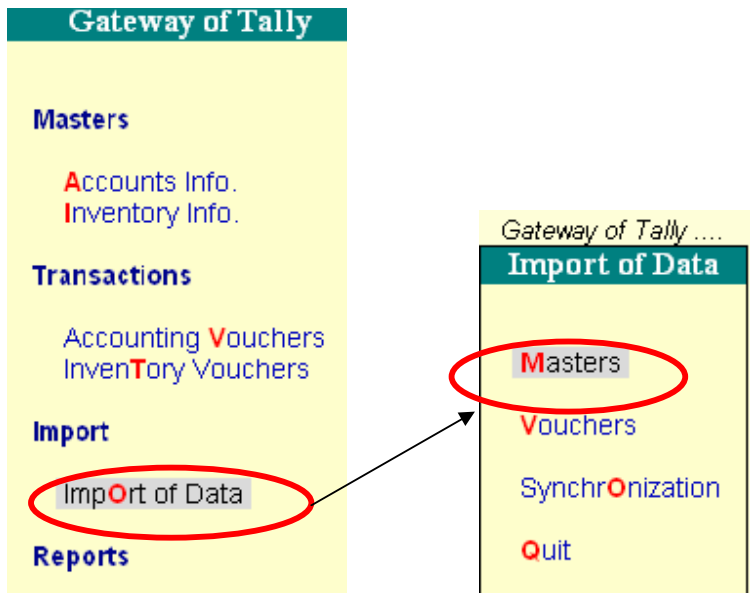 Gateway of Tally
Masters
Accounts Info.
Inventory Info.
Transactions
Accounting Vouchers
InvenTory Vouchers
Import
ImpOrt of Data
Reports
Gateway of Tally ....
Import of Data
Masters
Vouchers
SynchrOnization
Quit